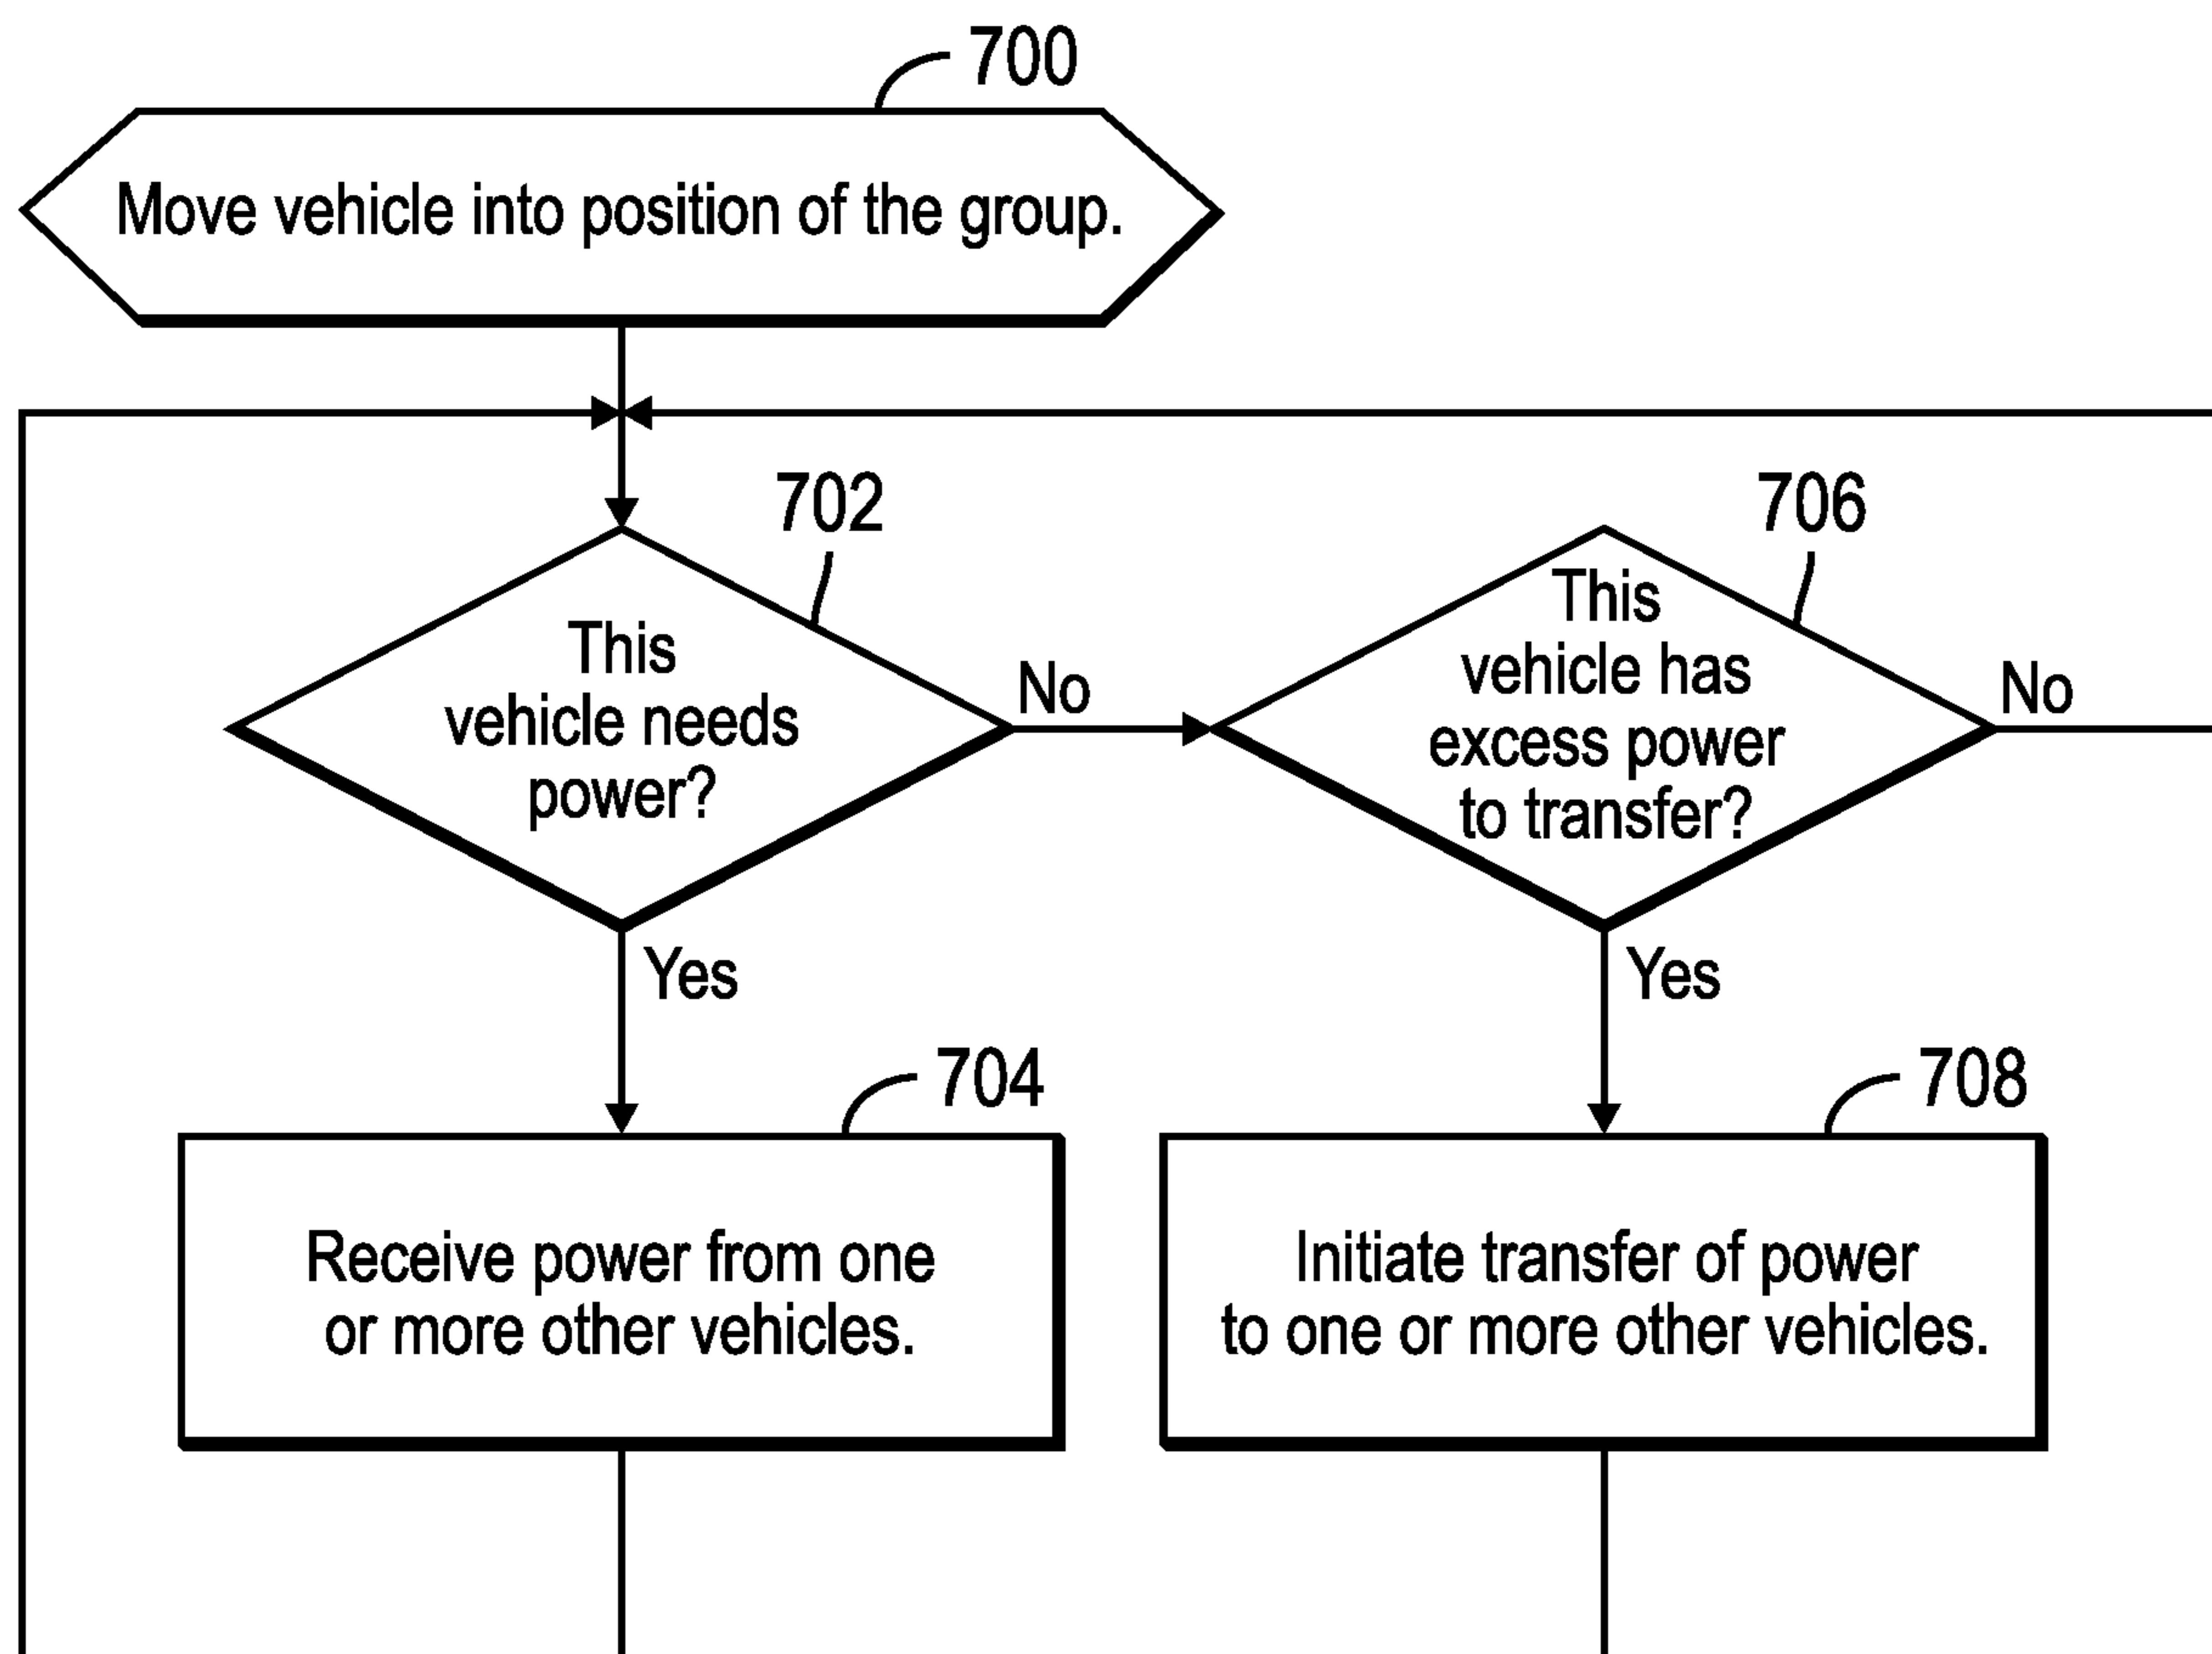 700
Move vehicle into position of the group.
702
This
vehicle needs
power?
No
Yes
706
This
vehicle has
excess power
to transfer?
No
Yes
704
Receive power from one
or more other vehicles.
708
Initiate transfer of power
to one or more other vehicles.